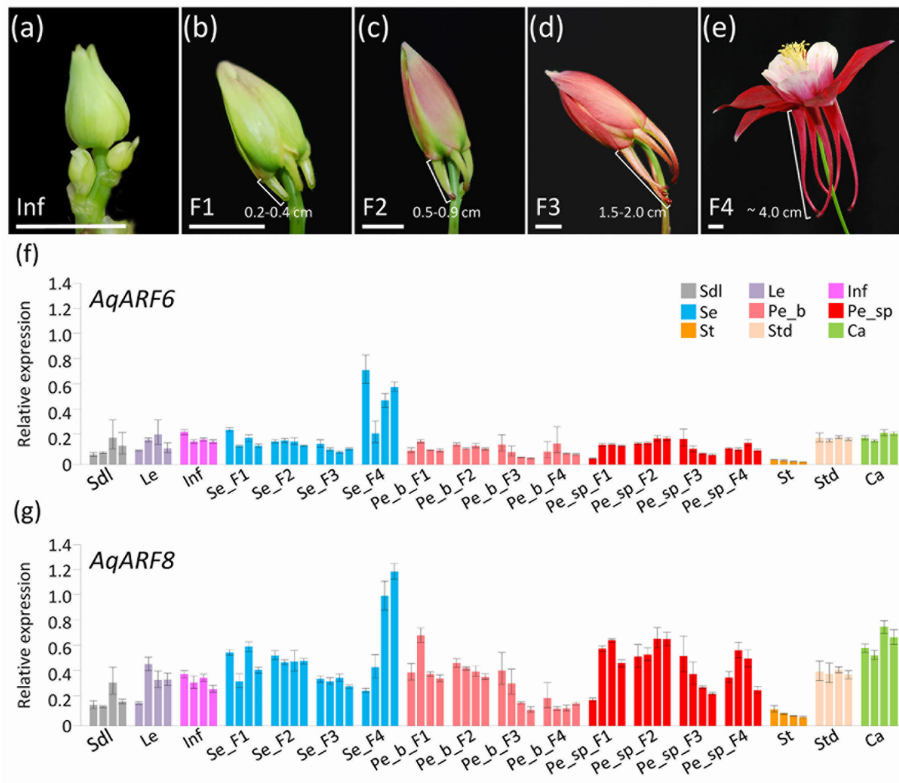 (a) (b) (c) (d) (e)
0.2-0.4 cm 0.5-0.9 cm 1.5-2.0 cm ~ 4.0 cm
Inf F1 F2 F3 F4
(f)
AqARF6
Relative expression
1.4
1.2
1.0
0.8
0.6
0.4
0.2
0
Sdl Le Inf
Se Pe_b Pe_sp
St Std Ca
Sdl Le Inf Se_F1 Se_F2 Se_F3 Se_F4 Pe_b_F1 Pe_b_F2 Pe_b_F3 Pe_b_F4 Pe_sp_F1 Pe_sp_F2 Pe_sp_F3 Pe_sp_F4 St Std Ca
(g)
AqARF8
Relative expression
1.4
1.2
1.0
0.8
0.6
0.4
0.2
0
Sdl Le Inf Se_F1 Se_F2 Se_F3 Se_F4 Pe_b_F1 Pe_b_F2 Pe_b_F3 Pe_b_F4 Pe_sp_F1 Pe_sp_F2 Pe_sp_F3 Pe_sp_F4 St Std Ca